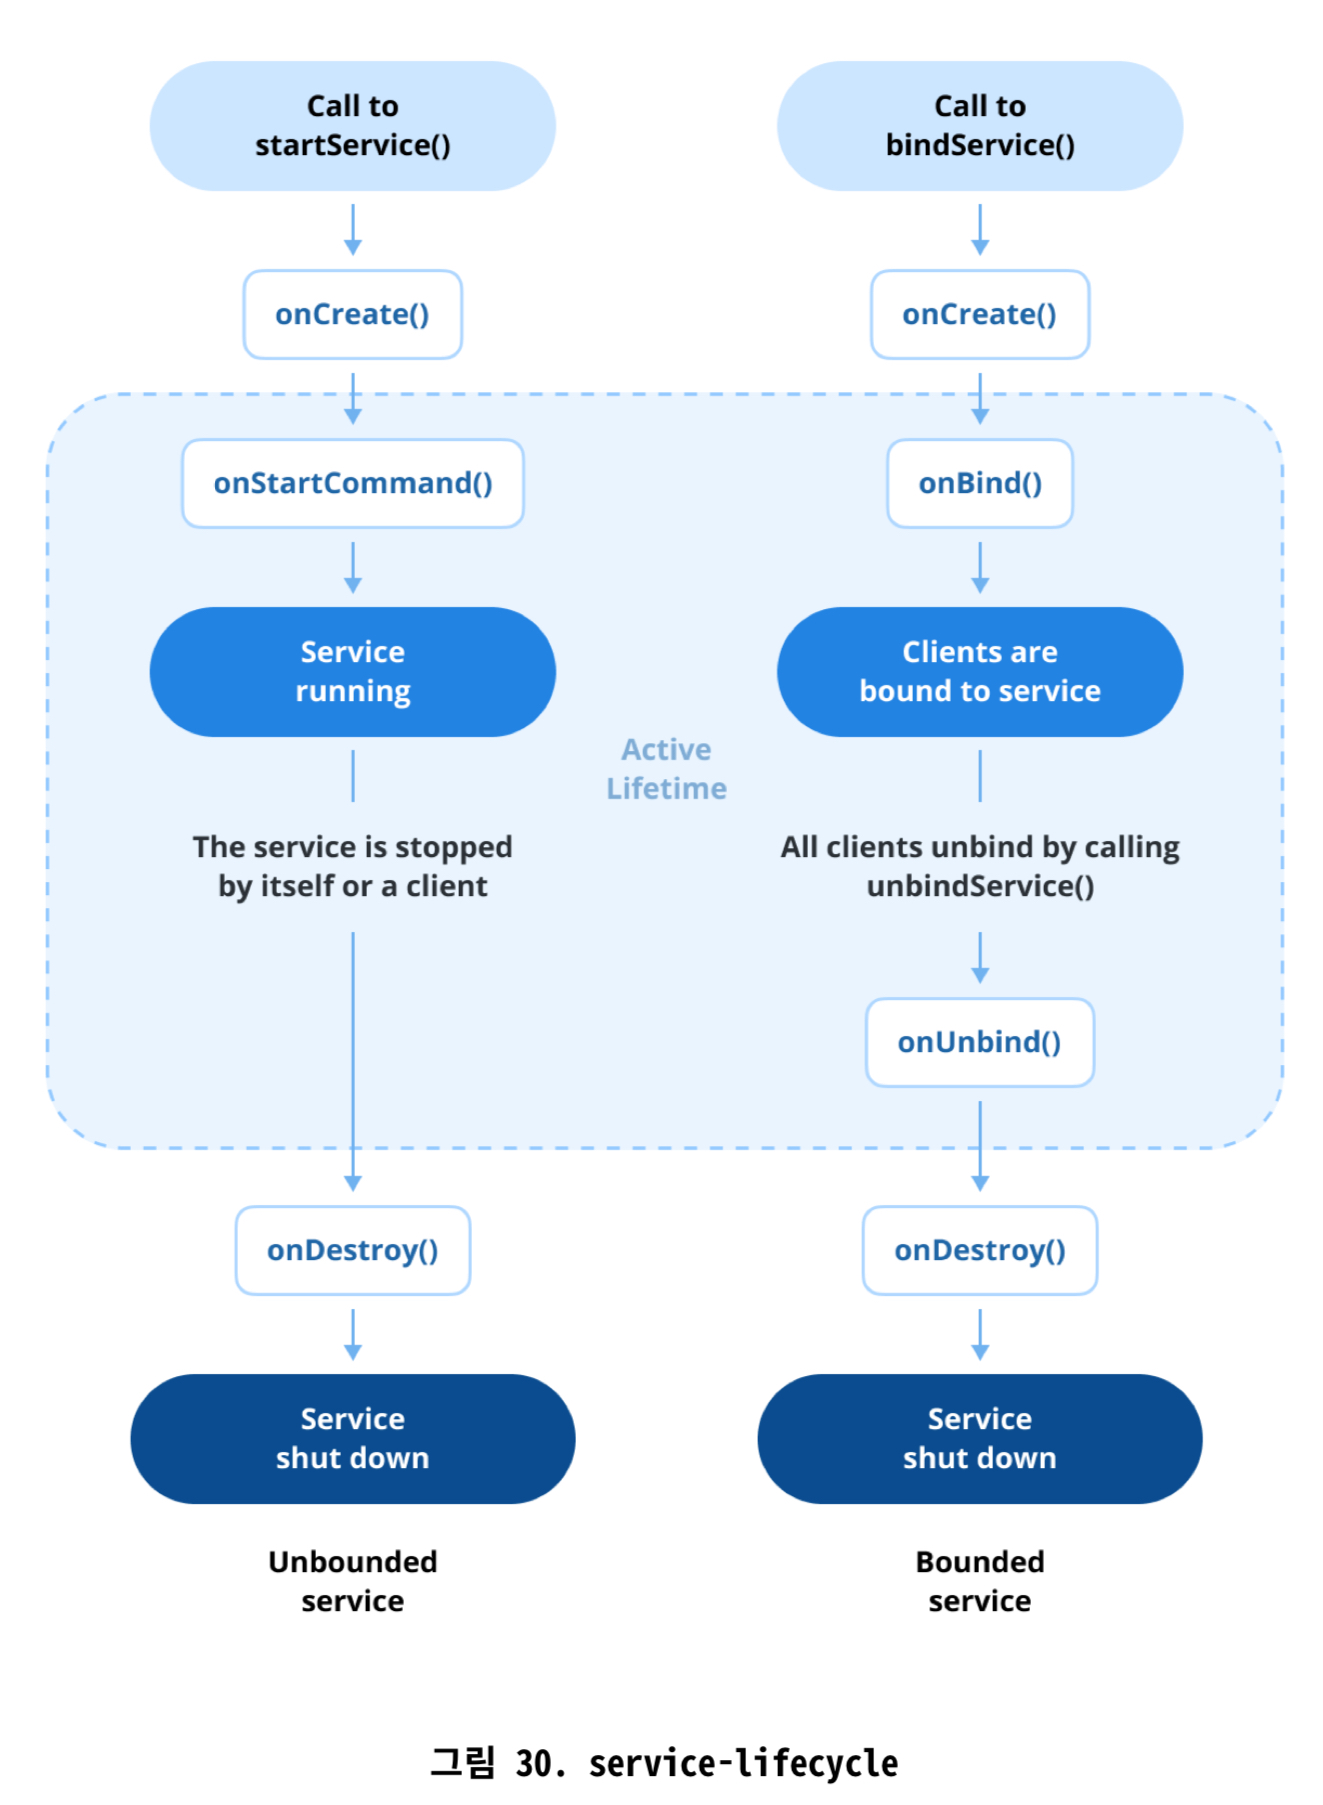 Call to
startService()
onCreate()
onStartCommand()
Service
running
The service is stopped
by itself or a client
onDestroy()
Service
shut down
Unbounded
service
Active
Lifetime
Call to
bindService()
onCreate()
onBind()
Clients are
bound to service
All clients unbind by calling
unbindService()
onUnbind()
onDestroy()
Service
shut down
Bounded
service
그림 30. service-lifecycle